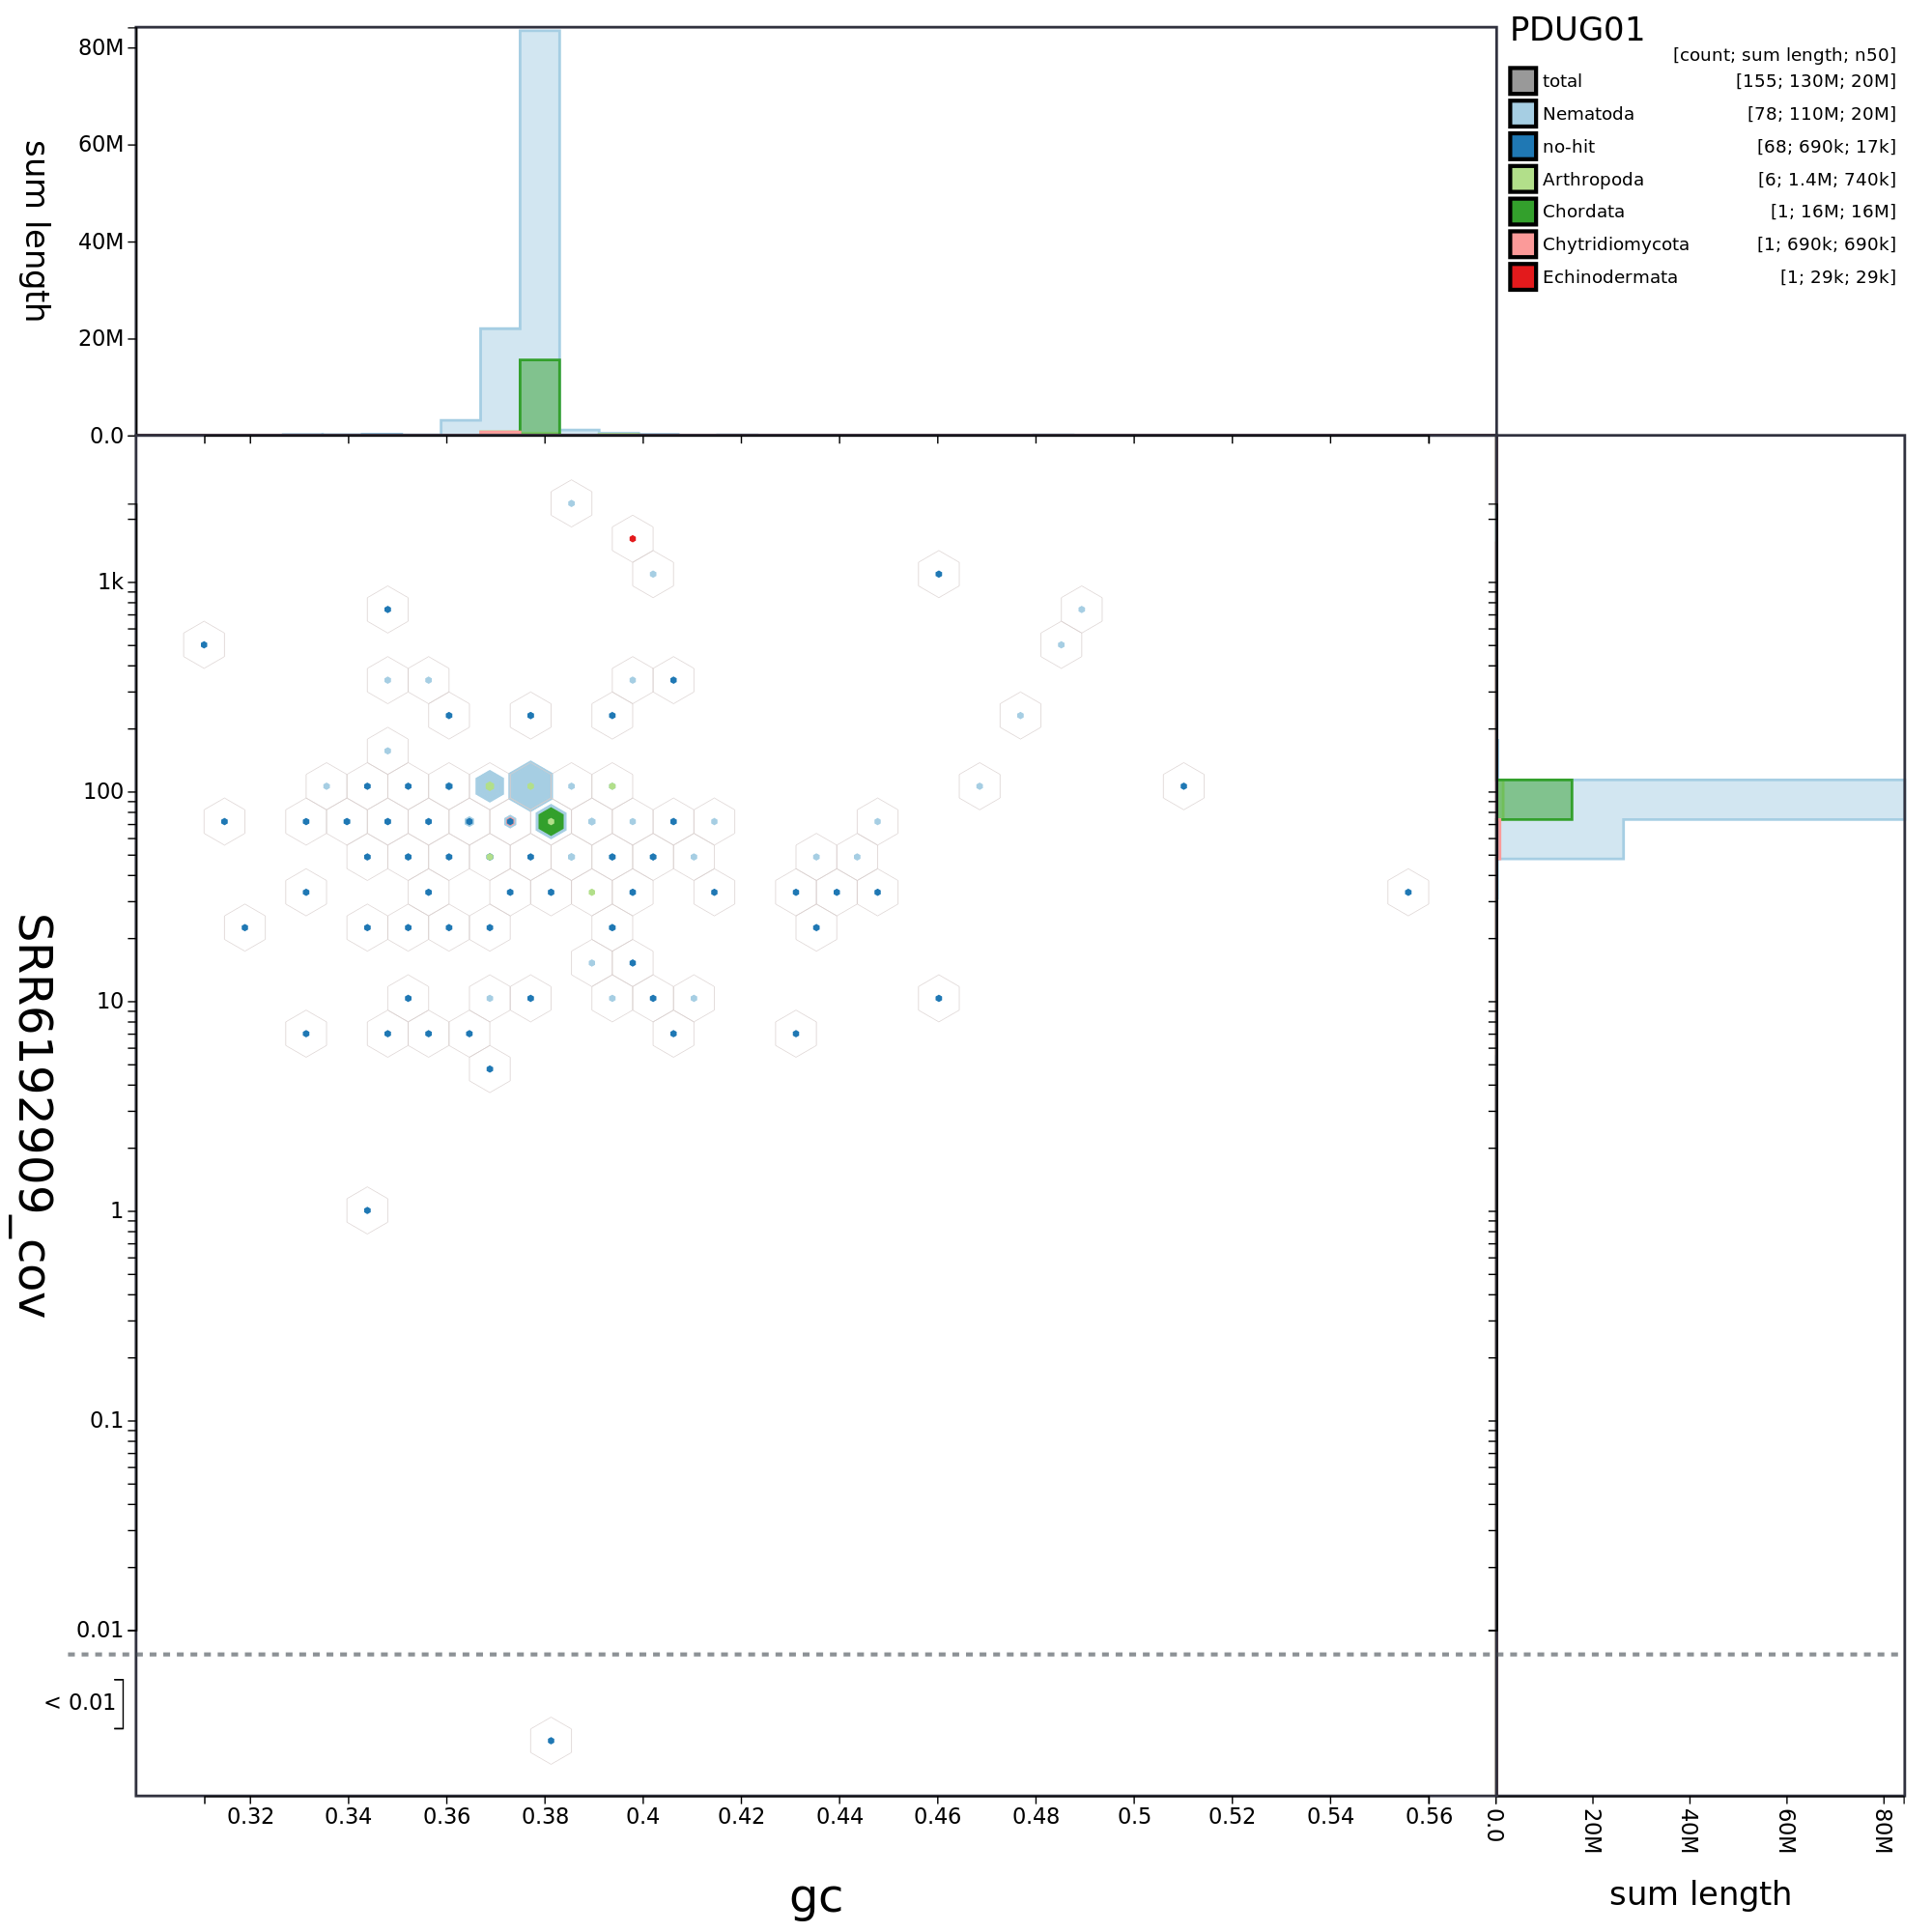 PDUG01
[count; sum length; n50]
total [155; 130M; 20M]
Nematoda [78; 110M; 20M]
no-hit [68; 690k; 17k]
Arthropoda [6; 1.4M; 740k]
Chordata [1; 16M; 16M]
Chytridiomycota [1; 690k; 690k]
Echinodermata [1; 29k; 29k]
sum length
80M
60M
40M
20M
0.0
SRR6192909_cov
1k
100
10
1
0.1
0.01
< 0.01
0.32 0.34 0.36 0.38 0.4 0.42 0.44 0.46 0.48 0.5 0.52 0.54 0.56
gc
0.0 20M 40M 60M 80M
sum length